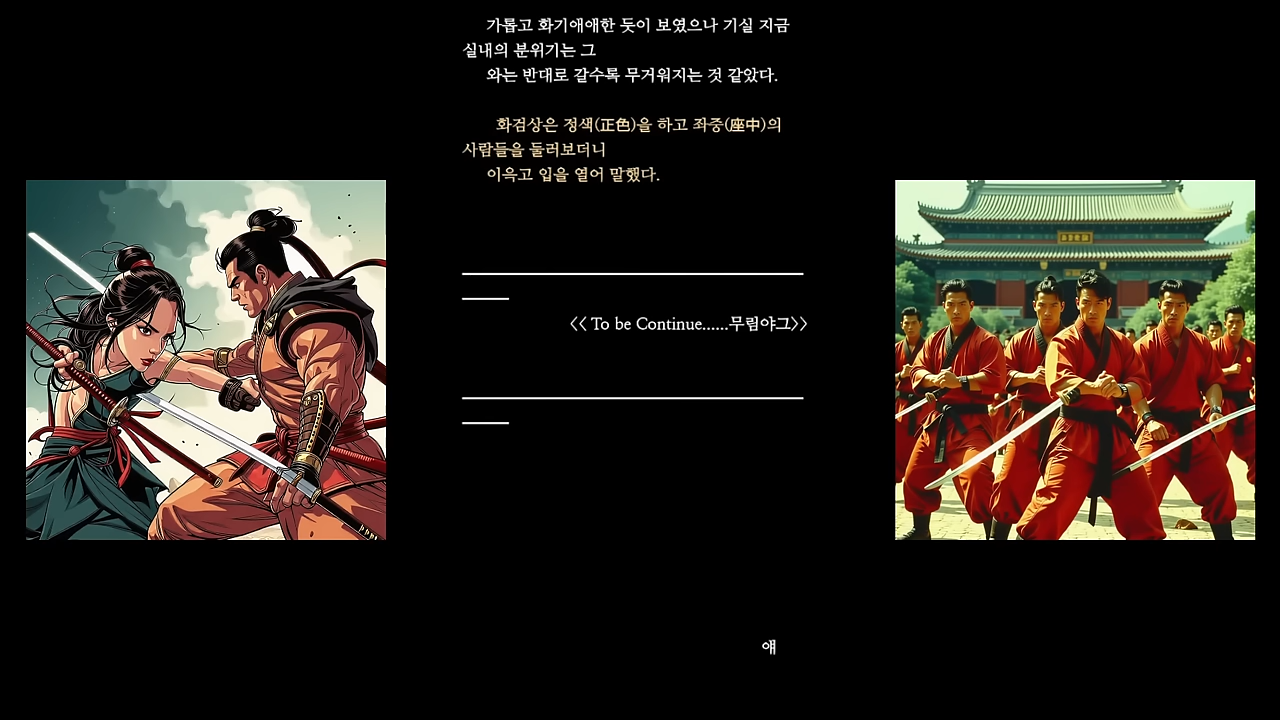 가롭고 화기애애한 듯이 보였으나 기실 지금
실내의 분위기는 그
와는 반대로 갈수록 무거워지는 것 같았다.
화검상은 정색(正色)을 하고 좌중(座中)의
사람들을 둘러보더니
이윽고 입을 열어 말했다.
〈〈 To be Continue......무림야그〉〉
얘